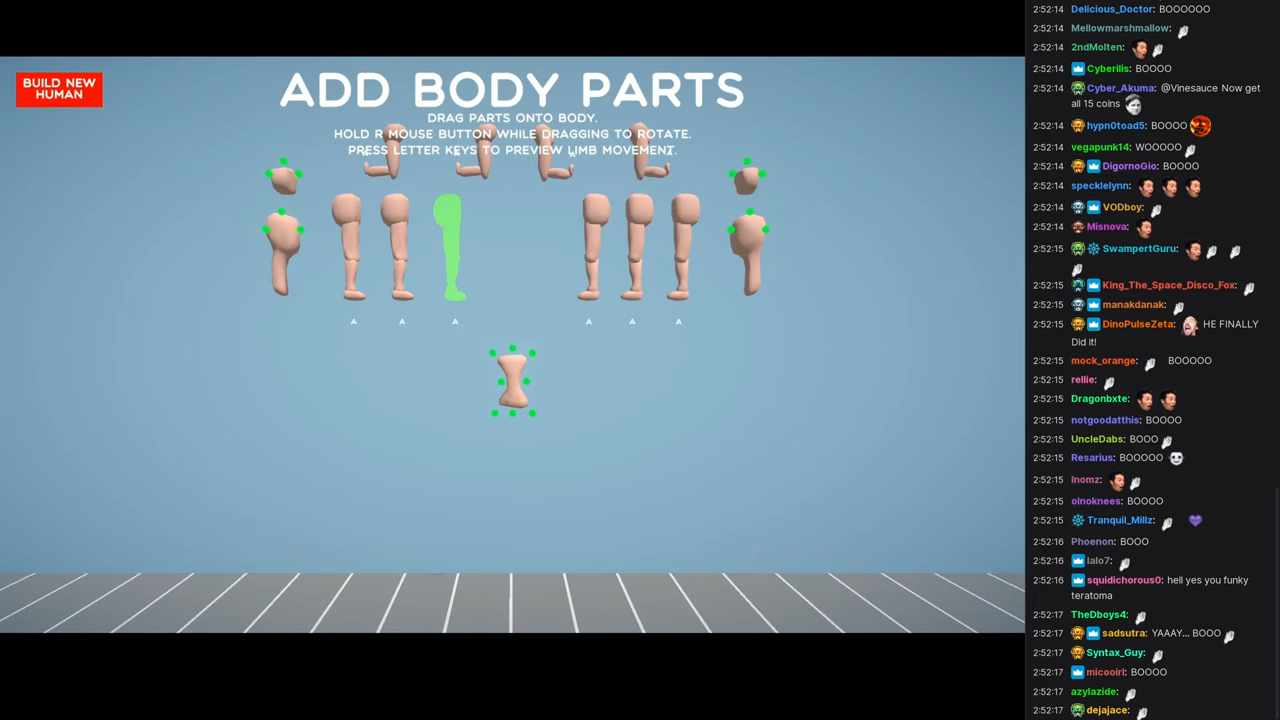 BUILD NEW
HUMAN
ADD BODY PARTS
DRAG PARTS ONTO BODY.
HOLD R MOUSE BUTTON WHILE DRAGGING TO ROTATE.
PRESS LETTER KEYS TO PREVIEW LIMB MOVEMENT.
A A A A A A
2:52:14 Delicious_Doctor: BOOOOOO
2:52:14 Mellowmarshmallow:
2:52:14 2ndMolten:
2:52:14 Cyberilis: BOOOO
2:52:14 Cyber_Akuma: @Vinesauce Now get
all 15 coins
2:52:14 hypn0toad5: BOOOO
2:52:14 vegapunk14: WOOOOO
2:52:14 DigornoGio: BOOOO
2:52:14 specklelynn:
2:52:14 VODboy:
2:52:14 Misnova:
2:52:15 SwampertGuru:
2:52:15 King_The_Space_Disco_Fox:
2:52:15 manakdanak:
2:52:15 DinoPulseZeta: HE FINALLY
Did it!
2:52:15 mock_orange: BOOOOO
2:52:15 rellie:
2:52:15 Dragonbxte:
2:52:15 notgoodatthis: BOOOO
2:52:15 UncleDabs: BOOO
2:52:15 Resarius: BOOOOO
2:52:15 lnomz:
2:52:15 olnoknees: BOOOO
2:52:15 Tranquil_Millz:
2:52:16 Phoenon: BOOO
2:52:16 lalo7:
2:52:16 squidichorous0: hell yes you funky
teratoma
2:52:17 TheDboys4:
2:52:17 sadsutra: YAAAY... BOOO
2:52:17 Syntax_Guy:
2:52:17 micooirl: BOOOO
2:52:17 azylazide:
2:52:17 dejajace: